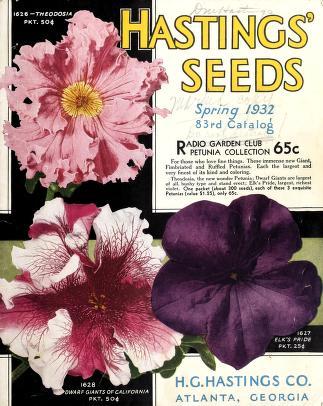 1626 - THEODOSIA
PKT. 50¢
HASTINGS'
SEEDS
Spring 1932
83rd Catalog
RADIO GARDEN CLUB
PETUNIA COLLECTION 65c
For those who love fine things. Three immense new Giant,
Fimbriated and Ruffled Petunias. Each the largest and
very finest of its kind and coloring.
Theodosia, the new wonder Petunia; Dwarf Giants are largest
of all, bushy type and stand erect; Elk's Pride, largest, richest
violet. One packet (about 300 seeds), each of these 3 exquisite
Petunias (value $1.25), only 65c.
1627
ELK'S PRIDE
PKT. 25¢
1628
DWARF GIANTS OF CALIFORNIA
PKT. 50¢
H.G. HASTINGS CO.
ATLANTA, GEORGIA